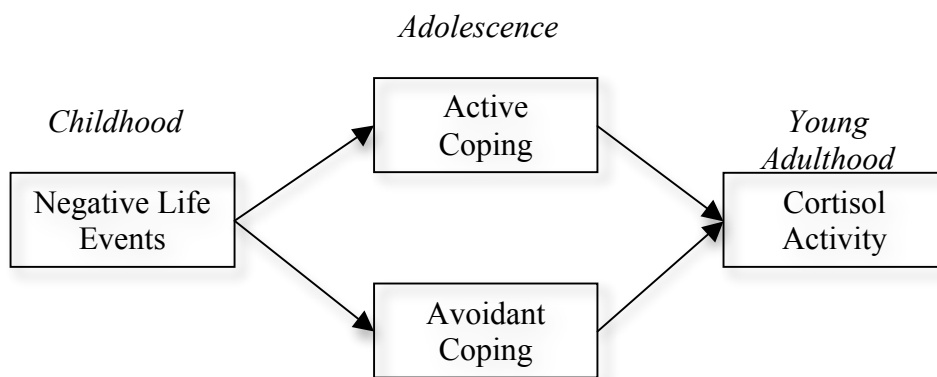 Adolescence
Childhood
Negative Life
Events
Active
Coping
Avoidant
Coping
Young
Adulthood
Cortisol
Activity